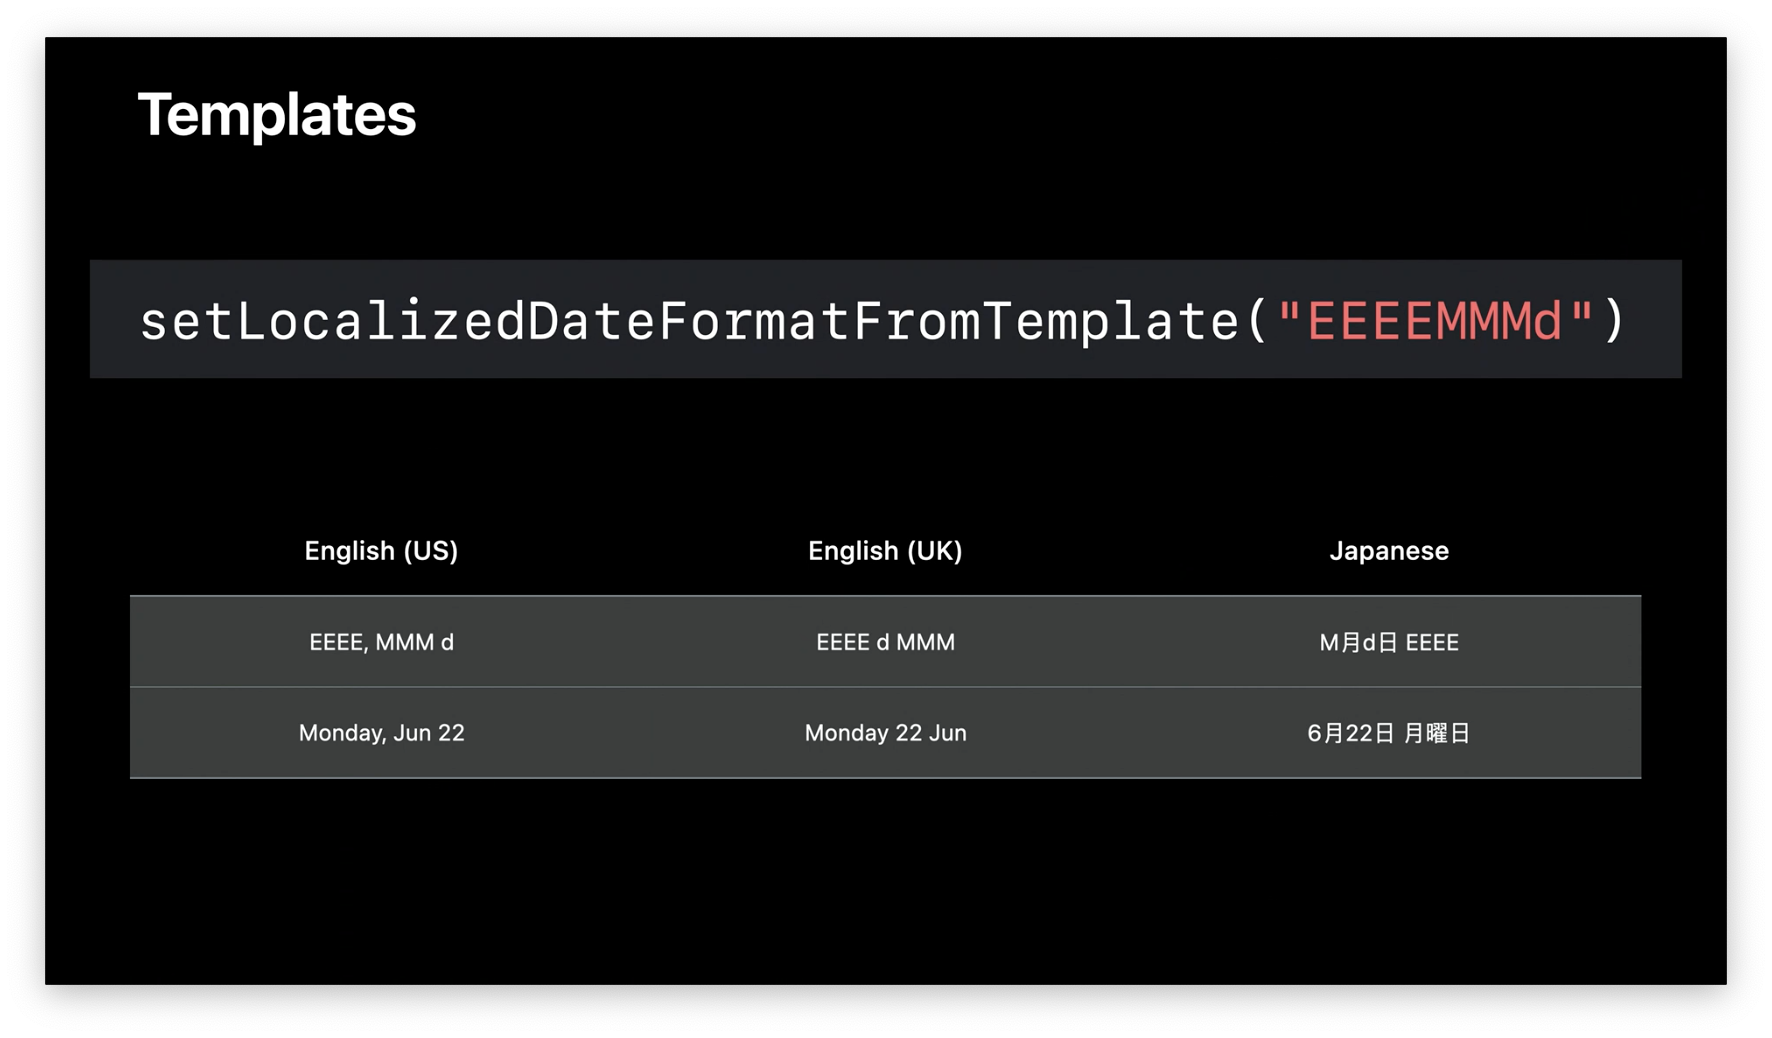 Templates
setLocalizedDateFormatFromTemplate("EEEEMMMd")
English (US) English (UK) Japanese
EEEE, MMM d EEEE d MMM M月d日 EEEE
Monday, Jun 22 Monday 22 Jun 6月22日 月曜日